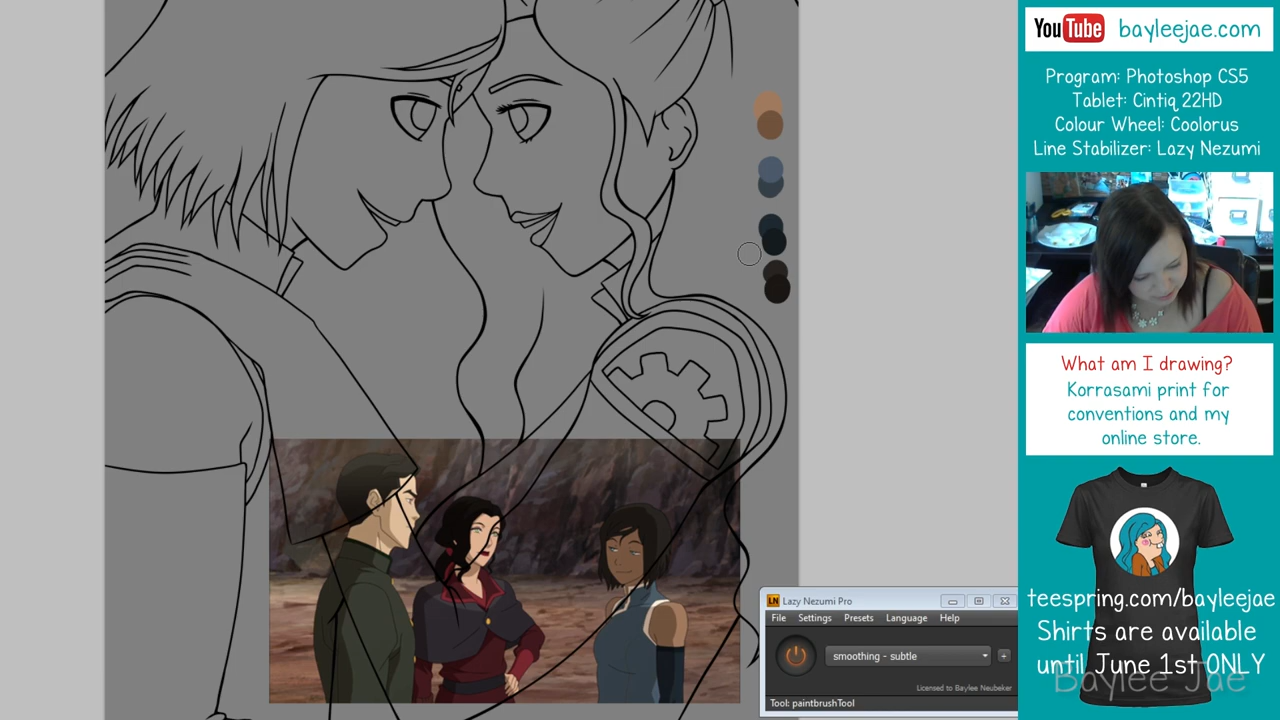 YouTube bayleejae.com
Program: Photoshop CS5
Tablet: Cintiq 22HD
Colour Wheel: Coolorus
Line Stabilizer: Lazy Nezumi
What am I drawing?
Korrasami print for
conventions and my
online store.
teespring.com/bayleejae
Shirts are available
until June 1st ONLY
Baylee Jae
LN Lazy Nezumi Pro
File Settings Presets Language Help
smoothing - subtle
+
Licensed to Baylee Neubeker
Tool: paintbrushTool